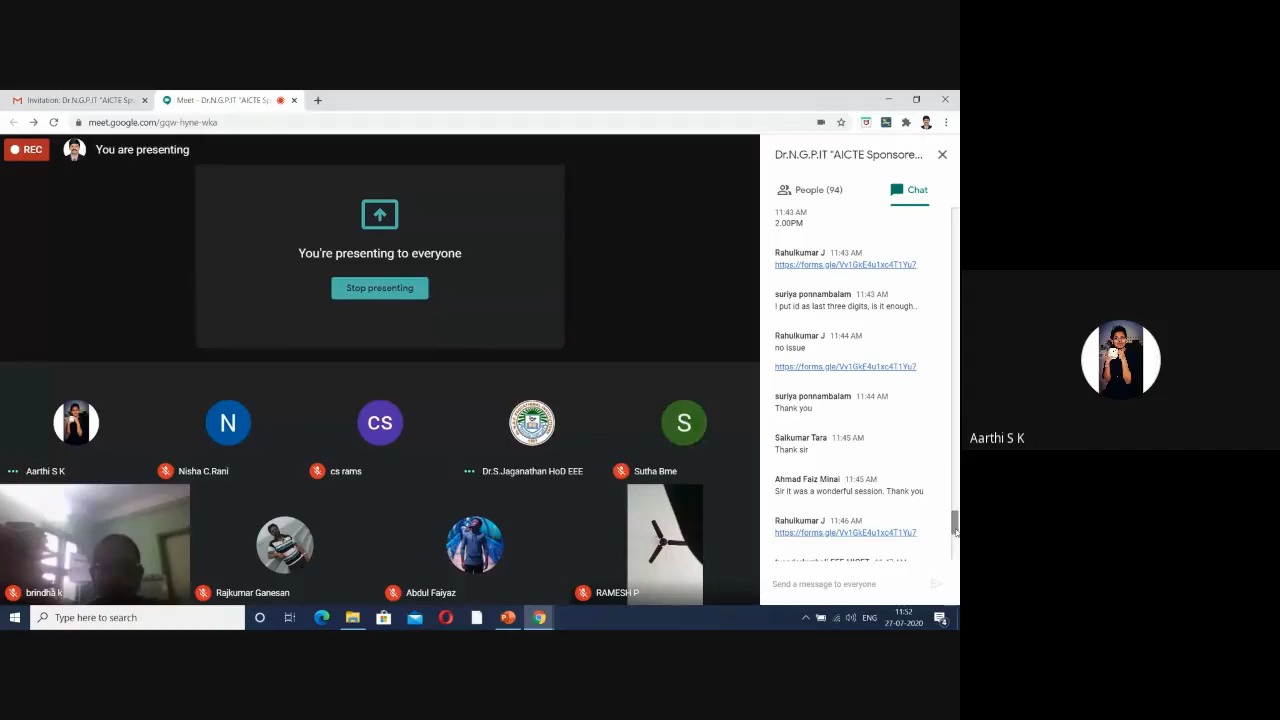 Invitation: Dr.N.G.P.IT "AICTE Sp
Meet - Dr.N.G.P.IT "AICTE Sp
meet.google.com/gqw-hyne-wka
REC
You are presenting
You're presenting to everyone
Stop presenting
Dr.N.G.P.IT "AICTE Sponsore...
People (94)
Chat
11:43 AM
2.00PM
Rahulkumar J 11:43 AM
https://forms.gle/Vv1GkE4u1xc4T1Yu7
suriya ponnambalam 11:43 AM
I put id as last three digits, is it enough..
Rahulkumar J 11:44 AM
no issue
https://forms.gle/Vv1GkE4u1xc4T1Yu7
suriya ponnambalam 11:44 AM
Thank you
Saikumar Tara 11:45 AM
Thank sir
Ahmad Faiz Minai 11:45 AM
Sir it was a wonderful session. Thank you
Rahulkumar J 11:46 AM
https://forms.gle/Vv1GkE4u1xc4T1Yu7
Send a message to everyone
N
CS
S
Aarthi S K
Nisha C.Rani
cs rams
Dr.S.Jaganathan HoD EEE
Sutha Bme
brindha k
Rajkumar Ganesan
Abdul Faiyaz
RAMESH P
Type here to search
ENG
11:52
27-07-2020
4
Aarthi S K